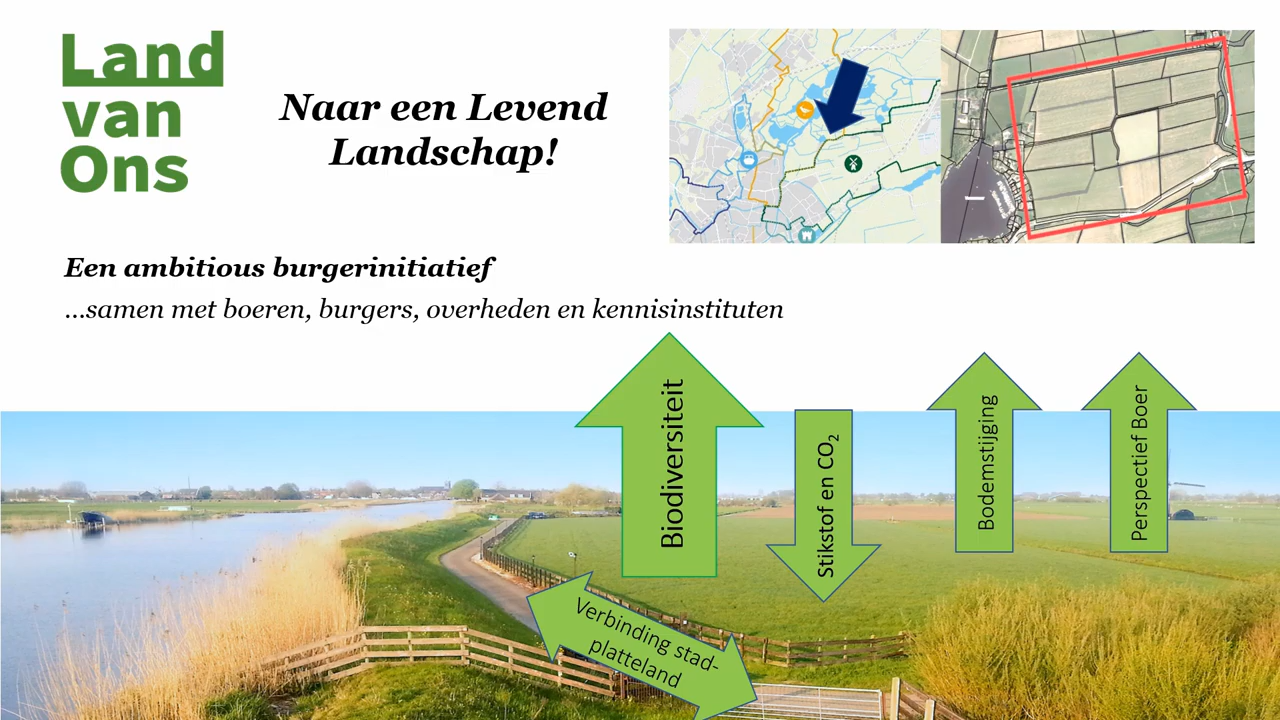 Land
van
Ons
Naar een Levend
Landschap!
Een ambitious burgerinitiatief
...samen met boeren, burgers, overheden en kennisinstituten
Biodiversiteit
Stikstof en CO₂
Bodemstijging
Perspectief Boer
Verbinding stad-
platteland